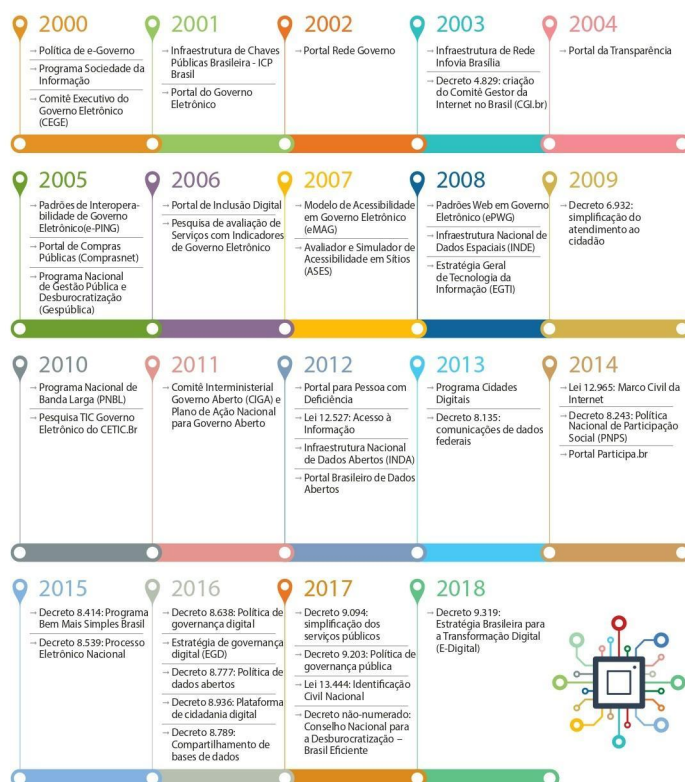 2000
→ Política de e-Governo
→ Programa Sociedade da
Informação
→ Comitê Executivo do
Governo Eletrônico
(CEGE)
2001
→ Infraestrutura de Chaves
Públicas Brasileira - ICP
Brasil
→ Portal do Governo
Eletrônico
2002
→ Portal Rede Governo
2003
→ Infraestrutura de Rede
Infovia Brasília
→ Decreto 4.829: criação
do Comitê Gestor da
Internet no Brasil (CGI.br)
2004
→ Portal da Transparência
2005
→ Padrões de Interopera-
bilidade de Governo
Eletrônico(e-PING)
→ Portal de Compras
Públicas (Comprasnet)
→ Programa Nacional
de Gestão Pública e
Desburocratização
(Gespública)
2006
→ Portal de Inclusão Digital
→ Pesquisa de avaliação de
Serviços com Indicadores
de Governo Eletrônico
2007
→ Modelo de Acessibilidade
em Governo Eletrônico
(eMAG)
→ Avaliador e Simulador de
Acessibilidade em Sítios
(ASES)
2008
→ Padrões Web em Governo
Eletrônico (ePWG)
→ Infraestrutura Nacional de
Dados Espaciais (INDE)
→ Estratégia Geral
de Tecnologia da
Informação (EGTI)
2009
→ Decreto 6.932:
simplificação do
atendimento ao
cidadão
2010
→ Programa Nacional de
Banda Larga (PNBL)
→ Pesquisa TIC Governo
Eletrônico do CETIC.Br
2011
→ Comitê Interministerial
Governo Aberto (CIGA) e
Plano de Ação Nacional
para Governo Aberto
2012
→ Portal para Pessoa com
Deficiência
→ Lei 12.527: Acesso à
Informação
→ Infraestrutura Nacional
de Dados Abertos (INDA)
→ Portal Brasileiro de Dados
Abertos
2013
→ Programa Cidades
Digitais
→ Decreto 8.135:
comunicações de dados
federais
2014
→ Lei 12.965: Marco Civil da
Internet
→ Decreto 8.243: Política
Nacional de Participação
Social (PNPS)
→ Portal Participa.br
2015
→ Decreto 8.414: Programa
Bem Mais Simples Brasil
→ Decreto 8.539: Processo
Eletrônico Nacional
2016
→ Decreto 8.638: Política de
governança digital
→ Estratégia de governança
digital (EGD)
→ Decreto 8.777: Política de
dados abertos
→ Decreto 8.936: Plataforma
de cidadania digital
→ Decreto 8.789:
Compartilhamento de
bases de dados
2017
→ Decreto 9.094:
simplificação dos
serviços públicos
→ Decreto 9.203: Política de
governança pública
→ Lei 13.444: Identificação
Civil Nacional
→ Decreto não-numerado:
Conselho Nacional para
a Desburocratização –
Brasil Eficiente
2018
→ Decreto 9.319:
Estratégia Brasileira para
a Transformação Digital
(E-Digital)